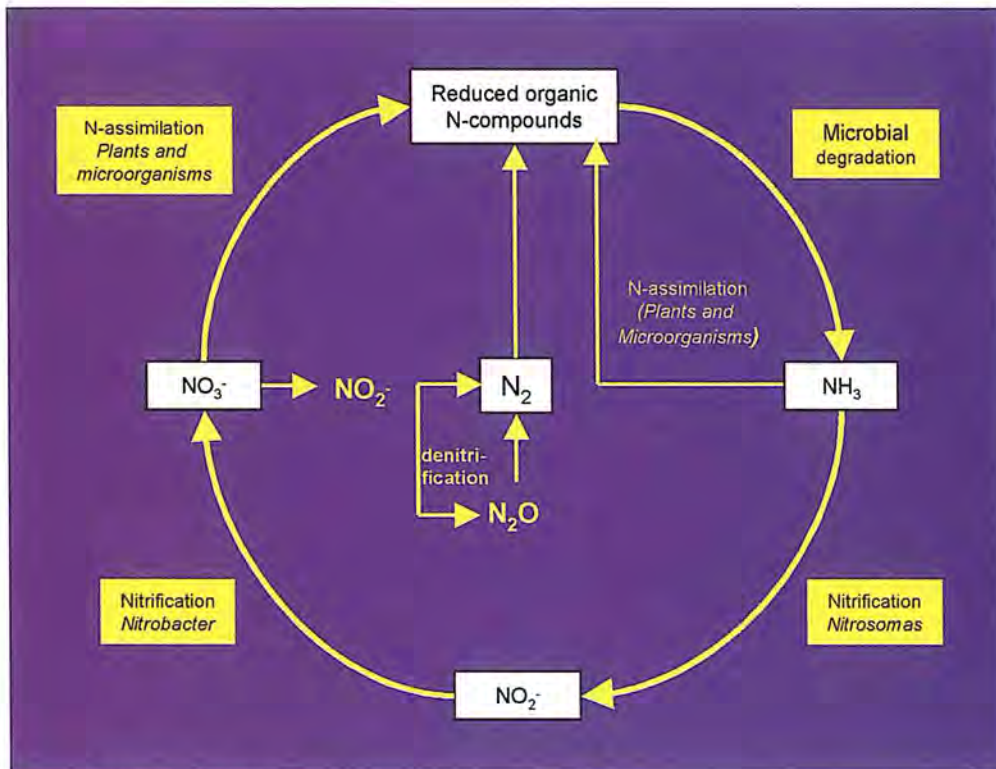 Reduced organic
N-compounds
N-assimilation
Plants and
microorganisms
Microbial
degradation
N-assimilation
(Plants and
Microorganisms)
NO₃⁻
NO₂⁻
N₂
NH₃
denitri-
fication
N₂O
Nitrification
Nitrobacter
Nitrification
Nitrosomas
NO₂⁻